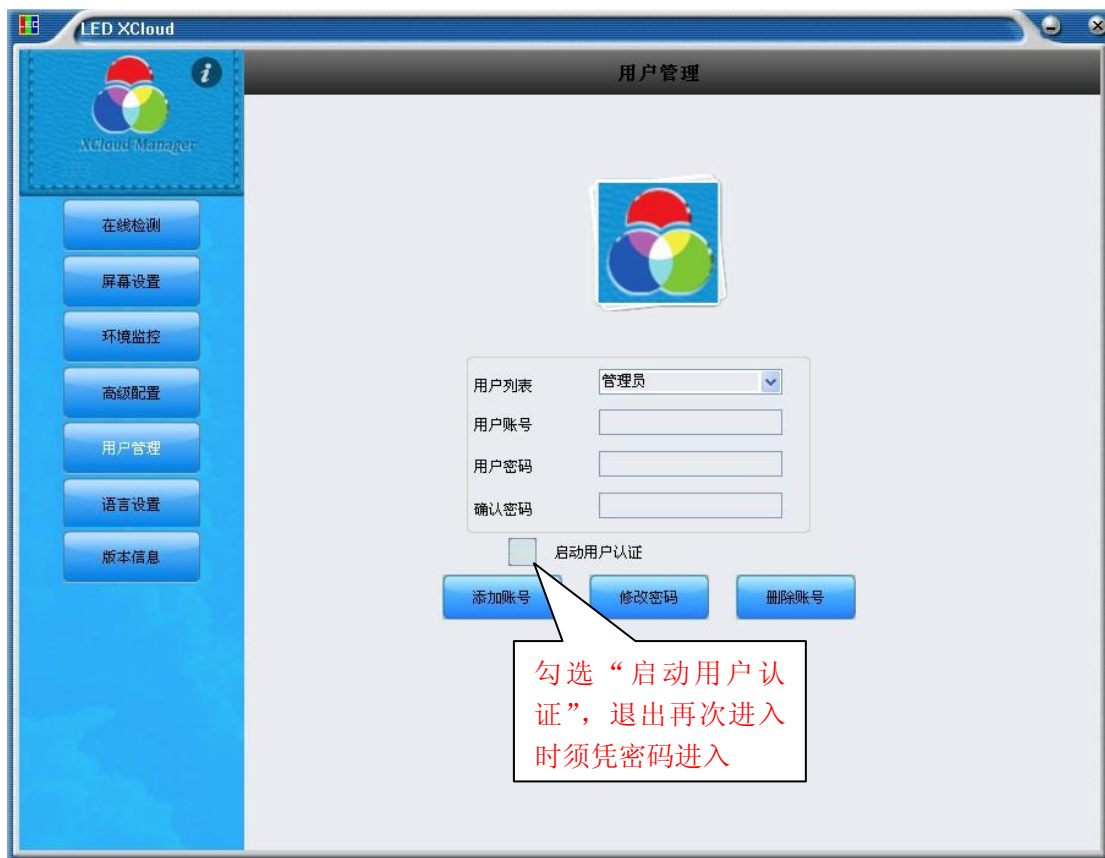 LED XCloud
i
XCloud Manager
用户管理
在线检测
屏幕设置
环境监控
高级配置
用户管理
语言设置
版本信息
用户列表 管理员
用户账号
用户密码
确认密码
启动用户认证
添加账号 修改密码 删除账号
勾选“启动用户认
证”，退出再次进入
时须凭密码进入